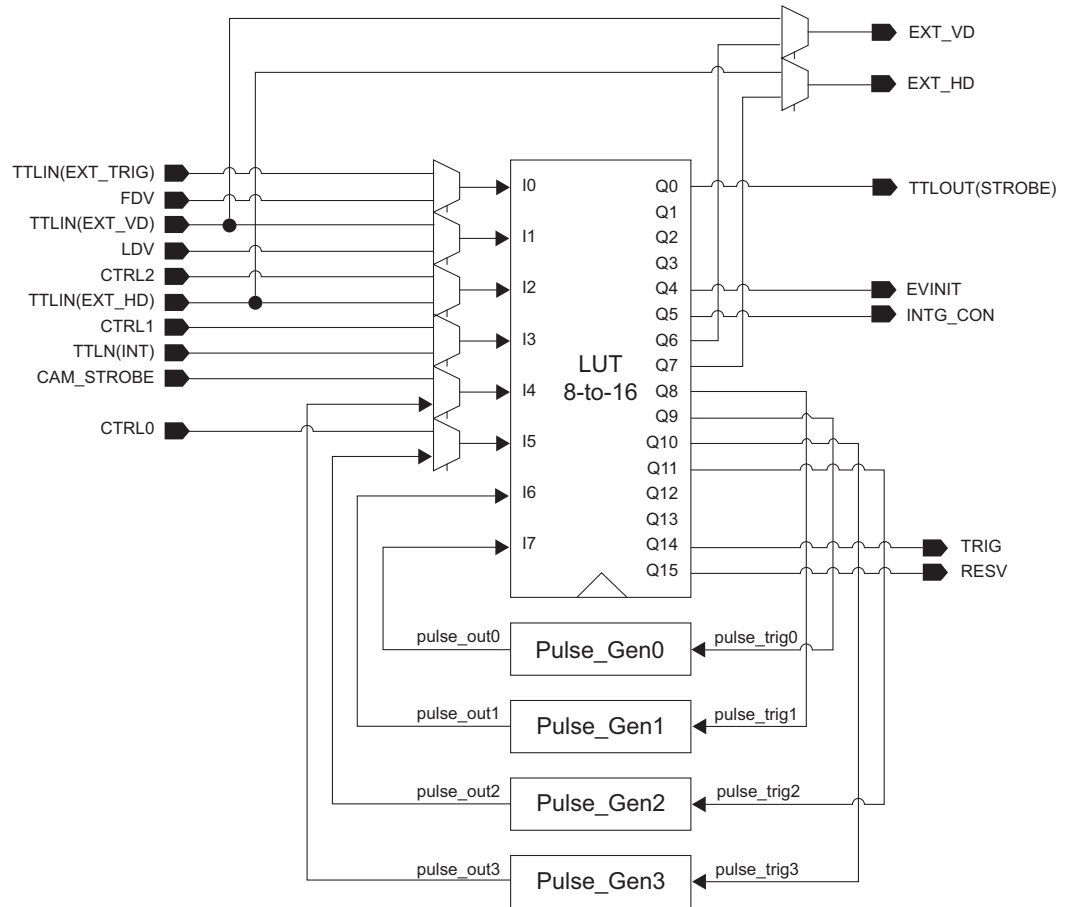 EXT_VD
EXT_HD
TTLIN(EXT_TRIG)
FDV
TTLIN(EXT_VD)
LDV
CTRL2
TTLIN(EXT_HD)
CTRL1
TTLN(INT)
CAM_STROBE
CTRL0
I0
I1
I2
I3
I4
I5
I6
I7
LUT
8-to-16
Q0
Q1
Q2
Q3
Q4
Q5
Q6
Q7
Q8
Q9
Q10
Q11
Q12
Q13
Q14
Q15
TTLOUT(STROBE)
EVINIT
INTG_CON
TRIG
RESV
pulse_out0
Pulse_Gen0
pulse_trig0
pulse_out1
Pulse_Gen1
pulse_trig1
pulse_out2
Pulse_Gen2
pulse_trig2
pulse_out3
Pulse_Gen3
pulse_trig3